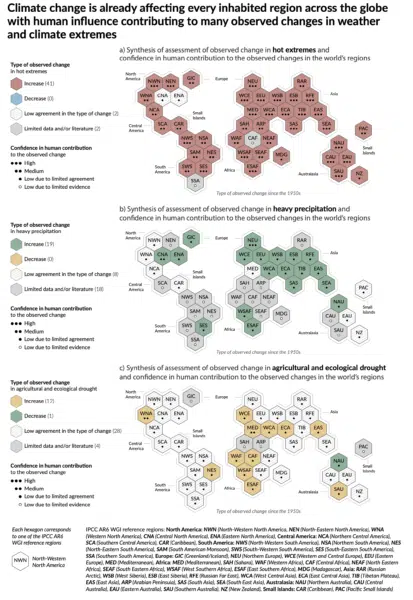 Climate change is already affecting every inhabited region across the globe
with human influence contributing to many observed changes in weather
and climate extremes
a) Synthesis of assessment of observed change in hot extremes and
confidence in human contribution to the observed changes in the world's regions
Type of observed change
in hot extremes
Increase (41)
Decrease (0)
Low agreement in the type of change (2)
Limited data and/or literature (2)
Confidence in human contribution
to the observed change
High
Medium
Low due to limited agreement
Low due to limited evidence
North
America
NWN NEN GIC
Europe
NEU RAR
WNA CNA ENA
WCE EEU WSB ESB RFE
Asia
NCA
Small
Islands
MED WCA ECA TIB EAS
PAC
Central
America
SCA CAR
SAH ARP SAS SEA
Small
Islands
NWS NSA
WAF CAF NEAF
NAU
SAM NES
WSAF SEAF MDG
CAU EAU
South
America
SWS SES
Africa
ESAF
Australasia
SAU NZ
SSA
Type of observed change since the 1950s
b) Synthesis of assessment of observed change in heavy precipitation and
confidence in human contribution to the observed changes in the world's regions
Type of observed change
in heavy precipitation
Increase (19)
Decrease (0)
Low agreement in the type of change (8)
Limited data and/or literature (18)
Confidence in human contribution
to the observed change
High
Medium
Low due to limited agreement
Low due to limited evidence
North
America
NWN NEN GIC
Europe
NEU RAR
WNA CNA ENA
WCE EEU WSB ESB RFE
Asia
NCA
Small
Islands
MED WCA ECA TIB EAS
PAC
Central
America
SCA CAR
SAH ARP SAS SEA
Small
Islands
NWS NSA
WAF CAF NEAF
NAU
SAM NES
WSAF SEAF MDG
CAU EAU
South
America
SWS SES
Africa
ESAF
Australasia
SAU NZ
SSA
Type of observed change since the 1950s
c) Synthesis of assessment of observed change in agricultural and ecological drought
and confidence in human contribution to the observed changes in the world's regions
Type of observed change
in agricultural and ecological drought
Increase (12)
Decrease (1)
Low agreement in the type of change (28)
Limited data and/or literature (4)
Confidence in human contribution
to the observed change
High
Medium
Low due to limited agreement
Low due to limited evidence
North
America
NWN NEN GIC
Europe
NEU RAR
WNA CNA ENA
WCE EEU WSB ESB RFE
Asia
NCA
Small
Islands
MED WCA ECA TIB EAS
PAC
Central
America
SCA CAR
SAH ARP SAS SEA
Small
Islands
NWS NSA
WAF CAF NEAF
NAU
SAM NES
WSAF SEAF MDG
CAU EAU
South
America
SWS SES
Africa
ESAF
Australasia
SAU NZ
SSA
Type of observed change since the 1950s
Each hexagon corresponds
to one of the IPCC AR6
WGI reference regions
NWN
North-Western
North America
IPCC AR6 WGI reference regions: North America: NWN (North-Western North America, NEN (North-Eastern North America), WNA
(Western North America), CNA (Central North America), ENA (Eastern North America), Central America: NCA (Northern Central America),
SCA (Southern Central America), CAR (Caribbean), South America: NWS (North-Western South America), NSA (Northern South America), NES
(North-Eastern South America), SAM (South American Monsoon), SWS (South-Western South America), SES (South-Eastern South America),
SSA (Southern South America), Europe: GIC (Greenland/Iceland), NEU (Northern Europe), WCE (Western and Central Europe), EEU (Eastern
Europe), MED (Mediterranean), Africa: MED (Mediterranean), SAH (Sahara), WAF (Western Africa), CAF (Central Africa), NEAF (North Eastern
Africa), SEAF (South Eastern Africa), WSAF (West Southern Africa), ESAF (East Southern Africa), MDG (Madagascar), Asia: RAR (Russian
Arctic), WSB (West Siberia), ESB (East Siberia), RFE (Russian Far East), WCA (West Central Asia), ECA (East Central Asia), TIB (Tibetan Plateau),
EAS (East Asia), ARP (Arabian Peninsula), SAS (South Asia), SEA (South East Asia), Australasia: NAU (Northern Australia), CAU (Central
Australia), EAU (Eastern Australia), SAU (Southern Australia), NZ (New Zealand), Small Islands: CAR (Caribbean), PAC (Pacific Small Islands)